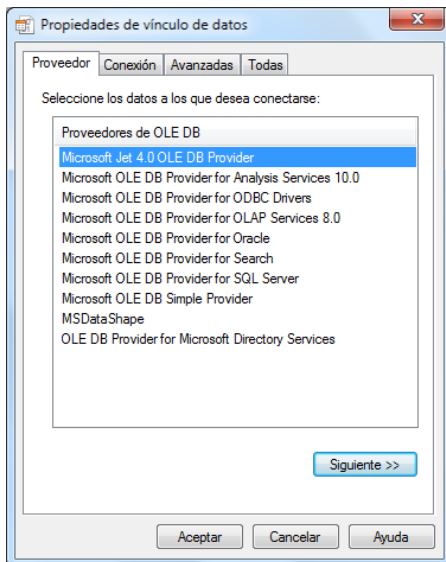 Propiedades de vínculo de datos
Proveedor Conexión Avanzadas Todas
Seleccione los datos a los que desea conectarse:
Proveedores de OLE DB
Microsoft Jet 4.0 OLE DB Provider
Microsoft OLE DB Provider for Analysis Services 10.0
Microsoft OLE DB Provider for ODBC Drivers
Microsoft OLE DB Provider for OLAP Services 8.0
Microsoft OLE DB Provider for Oracle
Microsoft OLE DB Provider for Search
Microsoft OLE DB Provider for SQL Server
Microsoft OLE DB Simple Provider
MSDataShape
OLE DB Provider for Microsoft Directory Services
Siguiente >>
Aceptar Cancelar Ayuda